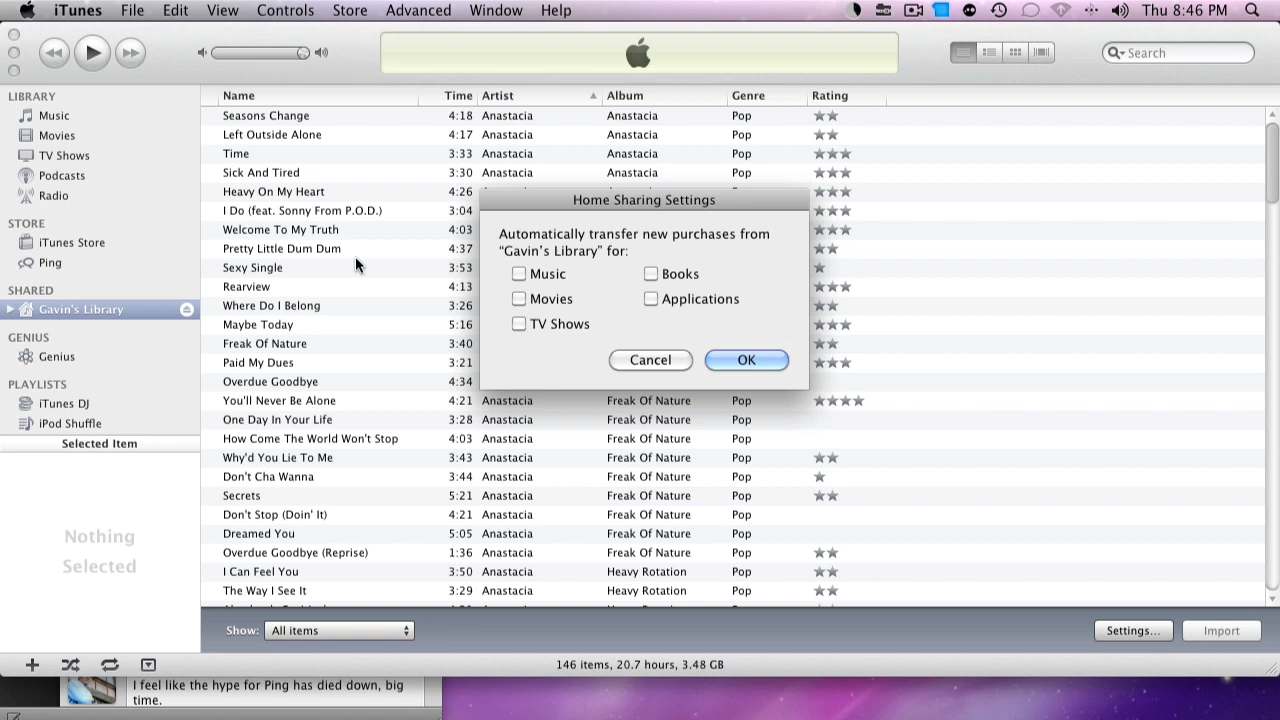 iTunes File Edit View Controls Store Advanced Window Help Thu 8:46 PM
Search
LIBRARY
Music
Movies
TV Shows
Podcasts
Radio
STORE
iTunes Store
Ping
SHARED
Gavin's Library
GENIUS
Genius
PLAYLISTS
iTunes DJ
iPod Shuffle
Selected Item
Nothing
Selected
Name Time Artist Album Genre Rating
Seasons Change 4:18 Anastacia Anastacia Pop
Left Outside Alone 4:17 Anastacia Anastacia Pop
Time 3:33 Anastacia Anastacia Pop
Sick And Tired 3:30 Anastacia Anastacia Pop
Heavy On My Heart 4:26
I Do (feat. Sonny From P.O.D.) 3:04
Welcome To My Truth 4:03
Pretty Little Dum Dum 4:37
Sexy Single 3:53
Rearview 4:13
Where Do I Belong 3:26
Maybe Today 5:16
Freak Of Nature 3:40
Paid My Dues 3:21
Overdue Goodbye 4:34
You'll Never Be Alone 4:21 Anastacia Freak Of Nature Pop
One Day In Your Life 3:28 Anastacia Freak Of Nature Pop
How Come The World Won't Stop 4:03 Anastacia Freak Of Nature Pop
Why'd You Lie To Me 3:43 Anastacia Freak Of Nature Pop
Don't Cha Wanna 3:44 Anastacia Freak Of Nature Pop
Secrets 5:21 Anastacia Freak Of Nature Pop
Don't Stop (Doin' It) 4:21 Anastacia Freak Of Nature Pop
Dreamed You 5:05 Anastacia Freak Of Nature Pop
Overdue Goodbye (Reprise) 1:36 Anastacia Freak Of Nature Pop
I Can Feel You 3:50 Anastacia Heavy Rotation Pop
The Way I See It 3:29 Anastacia Heavy Rotation Pop
Home Sharing Settings
Automatically transfer new purchases from
“Gavin's Library” for:
Music Books
Movies Applications
TV Shows
Cancel OK
Show: All items Settings... Import
146 items, 20.7 hours, 3.48 GB
I feel like the hype for Ping has died down, big
time.